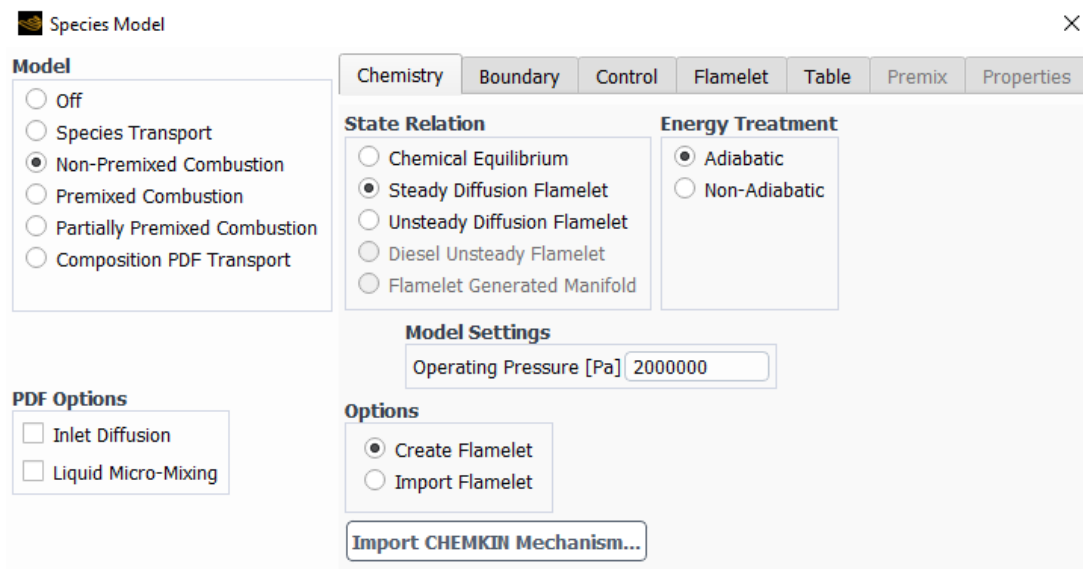 Species Model
Model
Off
Species Transport
Non-Premixed Combustion
Premixed Combustion
Partially Premixed Combustion
Composition PDF Transport
PDF Options
Inlet Diffusion
Liquid Micro-Mixing
Chemistry Boundary Control Flamelet Table Premix Properties
State Relation
Chemical Equilibrium
Steady Diffusion Flamelet
Unsteady Diffusion Flamelet
Diesel Unsteady Flamelet
Flamelet Generated Manifold
Energy Treatment
Adiabatic
Non-Adiabatic
Model Settings
Operating Pressure [Pa] 2000000
Options
Create Flamelet
Import Flamelet
Import CHEMKIN Mechanism...